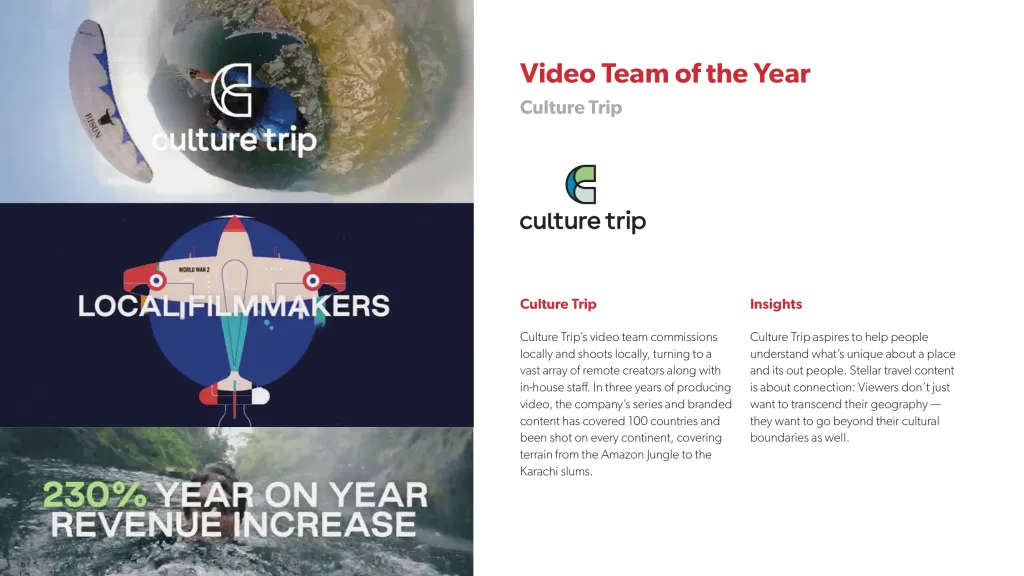 BISON
culture trip
WORLD WAR 2
LOCAL FILMMAKERS
230% YEAR ON YEAR
REVENUE INCREASE
Video Team of the Year
Culture Trip
culture trip
Culture Trip
Culture Trip’s video team commissions
locally and shoots locally, turning to a
vast array of remote creators along with
in-house staff. In three years of producing
video, the company’s series and branded
content has covered 100 countries and
been shot on every continent, covering
terrain from the Amazon Jungle to the
Karachi slums.
Insights
Culture Trip aspires to help people
understand what’s unique about a place
and its out people. Stellar travel content
is about connection: Viewers don’t just
want to transcend their geography —
they want to go beyond their cultural
boundaries as well.